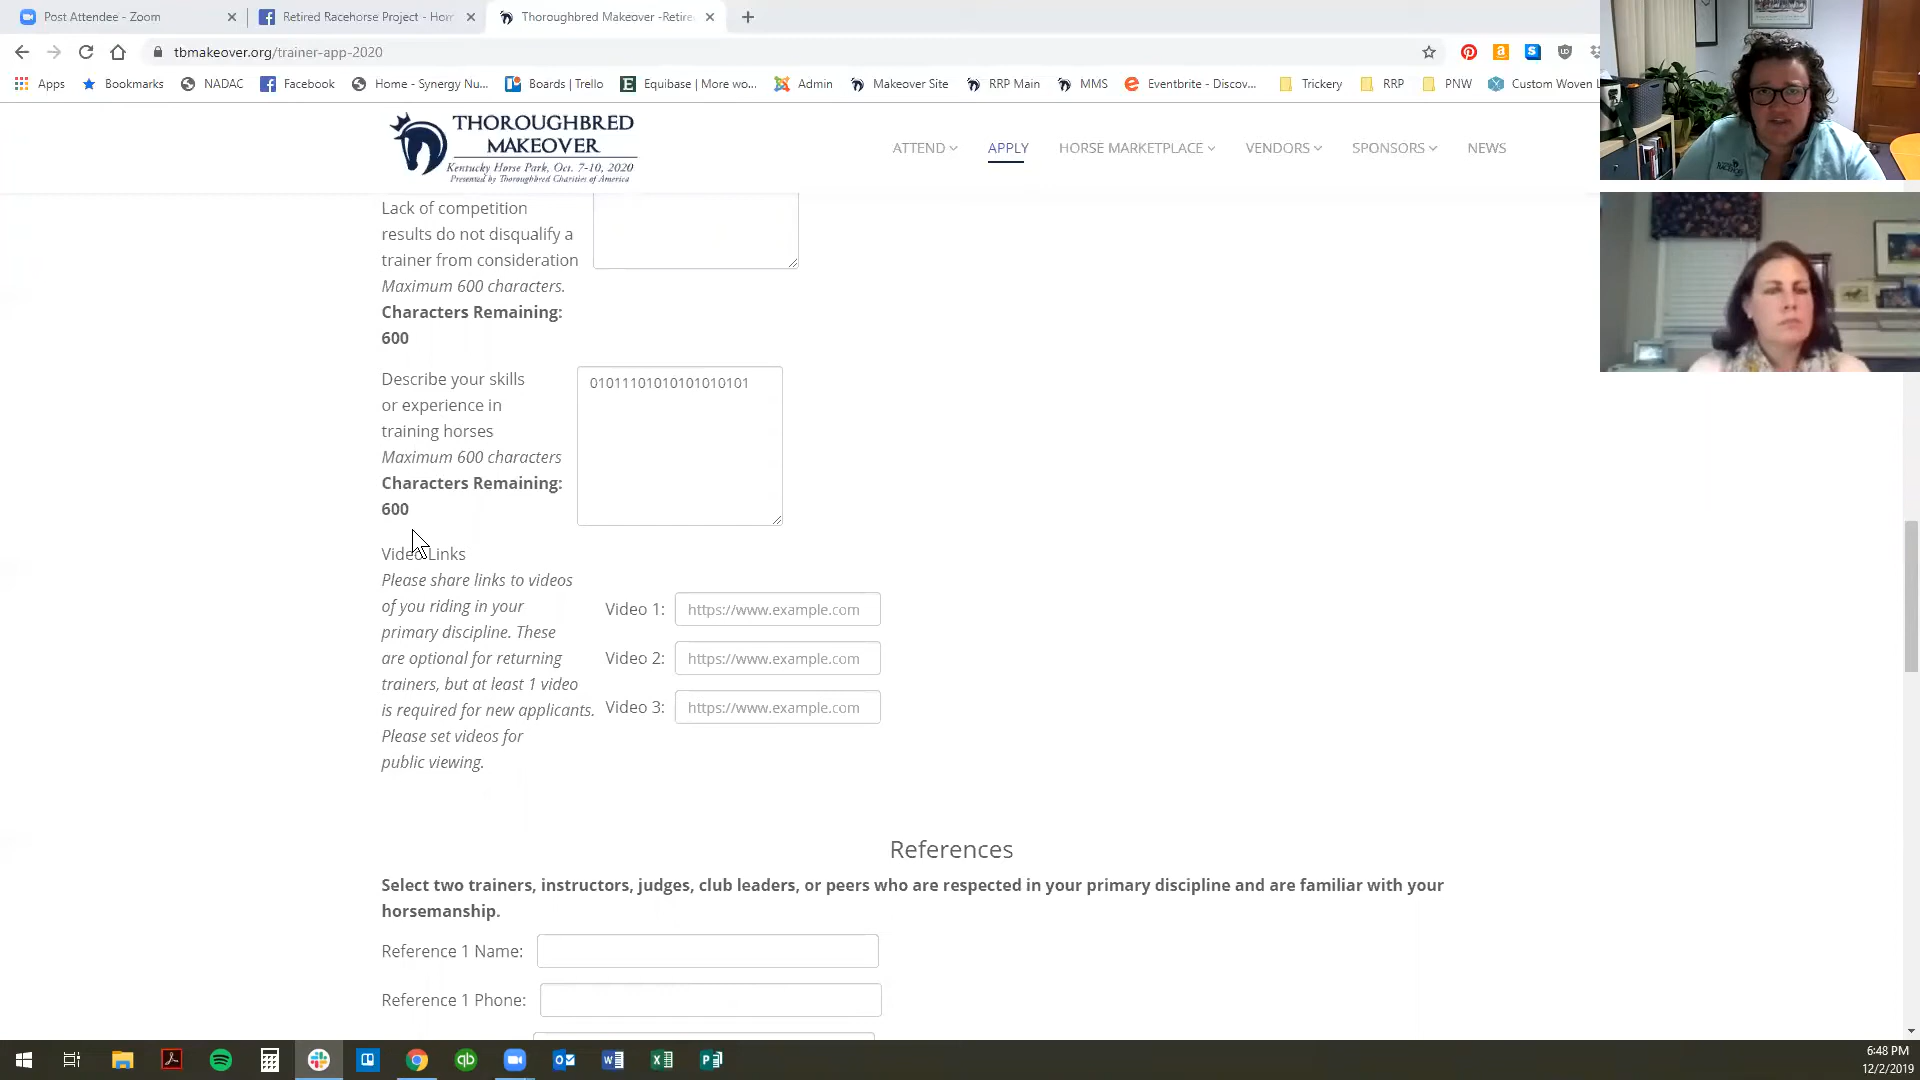 Post Attendee - Zoom
Retired Racehorse Project - Hom
Thoroughbred Makeover -Retire
tbmakeover.org/trainer-app-2020
Apps
Bookmarks
NADAC
Facebook
Home - Synergy Nu...
Boards | Trello
Equibase | More wo...
Admin
Makeover Site
RRP Main
MMS
Eventbrite - Discov...
Trickery
RRP
PNW
Custom Woven L
THOROUGHBRED
MAKEOVER
Kentucky Horse Park, Oct. 7-10, 2020
Presented by Thoroughbred Charities of America
ATTEND
APPLY
HORSE MARKETPLACE
VENDORS
SPONSORS
NEWS
Lack of competition
results do not disqualify a
trainer from consideration
Maximum 600 characters.
Characters Remaining:
600
Describe your skills
or experience in
training horses
Maximum 600 characters
Characters Remaining:
600
01011101010101010101
Video Links
Please share links to videos
of you riding in your
primary discipline. These
are optional for returning
trainers, but at least 1 video
is required for new applicants.
Please set videos for
public viewing.
Video 1: https://www.example.com
Video 2: https://www.example.com
Video 3: https://www.example.com
References
Select two trainers, instructors, judges, club leaders, or peers who are respected in your primary discipline and are familiar with your
horsemanship.
Reference 1 Name:
Reference 1 Phone:
6:48 PM
12/2/2019